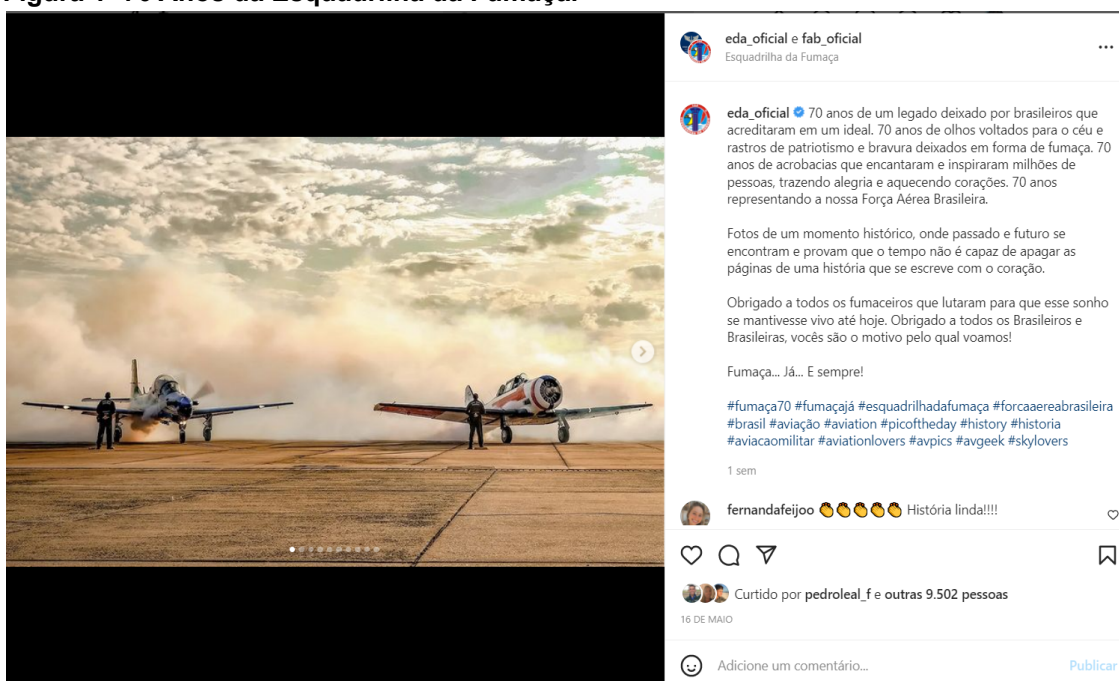 eda_oficial e fab_oficial
Esquadrilha da Fumaça
eda_oficial 70 anos de um legado deixado por brasileiros que
acreditaram em um ideal. 70 anos de olhos voltados para o céu e
rastros de patriotismo e bravura deixados em forma de fumaça. 70
anos de acrobacias que encantaram e inspiraram milhões de
pessoas, trazendo alegria e aquecendo corações. 70 anos
representando a nossa Força Aérea Brasileira.
Fotos de um momento histórico, onde passado e futuro se
encontram e provam que o tempo não é capaz de apagar as
páginas de uma história que se escreve com o coração.
Obrigado a todos os fumaceiros que lutaram para que esse sonho
se mantivesse vivo até hoje. Obrigado a todos os Brasileiros e
Brasileiras, vocês são o motivo pelo qual voamos!
Fumaça... Já... E sempre!
#fumaça70 #fumaçajá #esquadrilhadafumaça #forcaaereabrasileira
#brasil #aviação #aviation #picoftheday #history #historia
#aviacaomilitar #aviationlovers #avpics #avgeek #skylovers
1 sem
fernandafeijoo 👏👏👏👏👏 História linda!!!!
Curtido por pedroleal_f e outras 9.502 pessoas
16 DE MAIO
Adicione um comentário...
Publicar